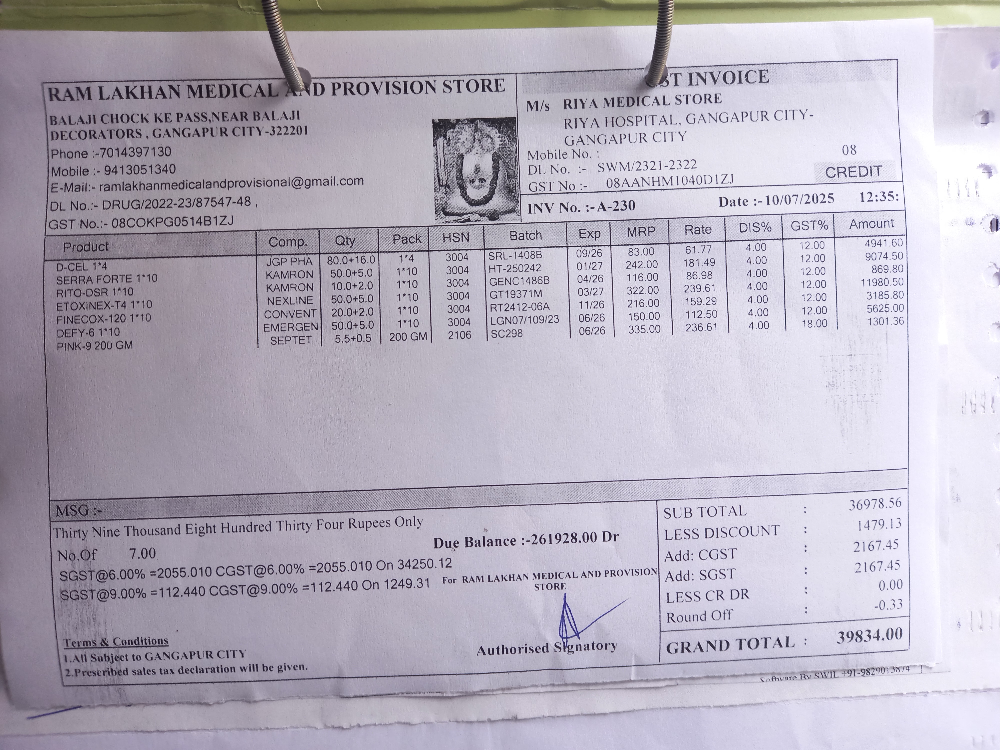 RAM LAKHAN MEDICAL AND PROVISION STORE
BALAJI CHOCK KE PASS,NEAR BALAJI
DECORATORS , GANGAPUR CITY-322201
Phone :-7014397130
Mobile :- 9413051340
E-Mail:- ramlakhanmedicalandprovisional@gmail.com
DL No.:- DRUG/2022-23/87547-48 ,
GST No.:- 08COKPG0514B1ZJ
ST INVOICE
M/s RIYA MEDICAL STORE
RIYA HOSPITAL, GANGAPUR CITY-
GANGAPUR CITY
Mobile No. : 08
DL No. :- SWM/2321-2322
GST No :- 08AANHM1040D1ZJ CREDIT
INV No. :-A-230 Date :-10/07/2025 12:35:
Product Comp. Qty Pack HSN Batch Exp MRP Rate DIS% GST% Amount
D-CEL 1*4 JGP PHA 80.0+16.0 1*4 3004 SRL-1408B 09/26 83.00 61.77 4.00 12.00 4941.60
SERRA FORTE 1*10 KAMRON 50.0+5.0 1*10 3004 HT-250242 01/27 242.00 181.49 4.00 12.00 9074.50
RITO-DSR 1*10 KAMRON 10.0+2.0 1*10 3004 GENC1486B 04/26 116.00 86.98 4.00 12.00 869.80
ETOXINEX-T4 1*10 NEXLINE 50.0+5.0 1*10 3004 GT19371M 03/27 322.00 239.61 4.00 12.00 11980.50
FINECOX-120 1*10 CONVENT 20.0+2.0 1*10 3004 RT2412-06A 11/26 216.00 159.29 4.00 12.00 3185.80
DEFY-6 1*10 EMERGEN 50.0+5.0 1*10 3004 LGN07/109/23 06/26 150.00 112.50 4.00 12.00 5625.00
PINK-9 200 GM SEPTET 5.5+0.5 200 GM 2106 SC298 06/26 335.00 236.61 4.00 18.00 1301.36
MSG :-
Thirty Nine Thousand Eight Hundred Thirty Four Rupees Only
No.Of 7.00 Due Balance :-261928.00 Dr
SGST@6.00% =2055.010 CGST@6.00% =2055.010 On 34250.12
SGST@9.00% =112.440 CGST@9.00% =112.440 On 1249.31
For RAM LAKHAN MEDICAL AND PROVISION
STORE
Authorised Signatory
Terms & Conditions
1.All Subject to GANGAPUR CITY
2.Prescribed sales tax declaration will be given.
SUB TOTAL : 36978.56
LESS DISCOUNT : 1479.13
Add: CGST : 2167.45
Add: SGST : 2167.45
LESS CR DR : 0.00
Round Off : -0.33
GRAND TOTAL : 39834.00
Software By SWIL